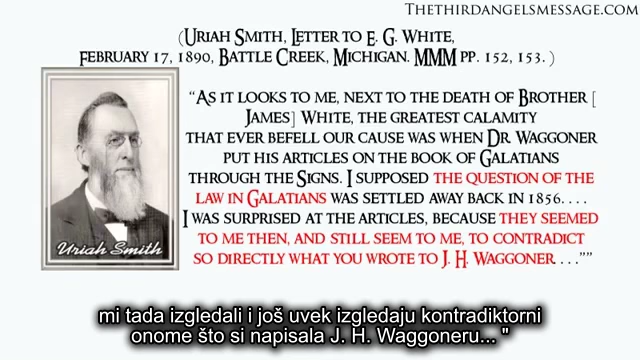 THETHIRDANGELSMESSAGE.COM
(URIAH SMITH, LETTER TO E. G. WHITE,
FEBRUARY 17, 1890, BATTLE CREEK, MICHIGAN. MMM PP. 152, 153. )
“AS IT LOOKS TO ME, NEXT TO THE DEATH OF BROTHER [
JAMES] WHITE, THE GREATEST CALAMITY
THAT EVER BEFELL OUR CAUSE WAS WHEN DR WAGGONER
PUT HIS ARTICLES ON THE BOOK OF GALATIANS
THROUGH THE SIGNS. I SUPPOSED THE QUESTION OF THE
LAW IN GALATIANS WAS SETTLED AWAY BACK IN 1856. . . .
I WAS SURPRISED AT THE ARTICLES, BECAUSE THEY SEEMED
TO ME THEN, AND STILL SEEM TO ME, TO CONTRADICT
SO DIRECTLY WHAT YOU WROTE TO J. H. WAGGONER. . . .””
Uriah Smith
mi tada izgledali i još uvek izgledaju kontradiktorni
onome što si napisala J. H. Waggoneru... "